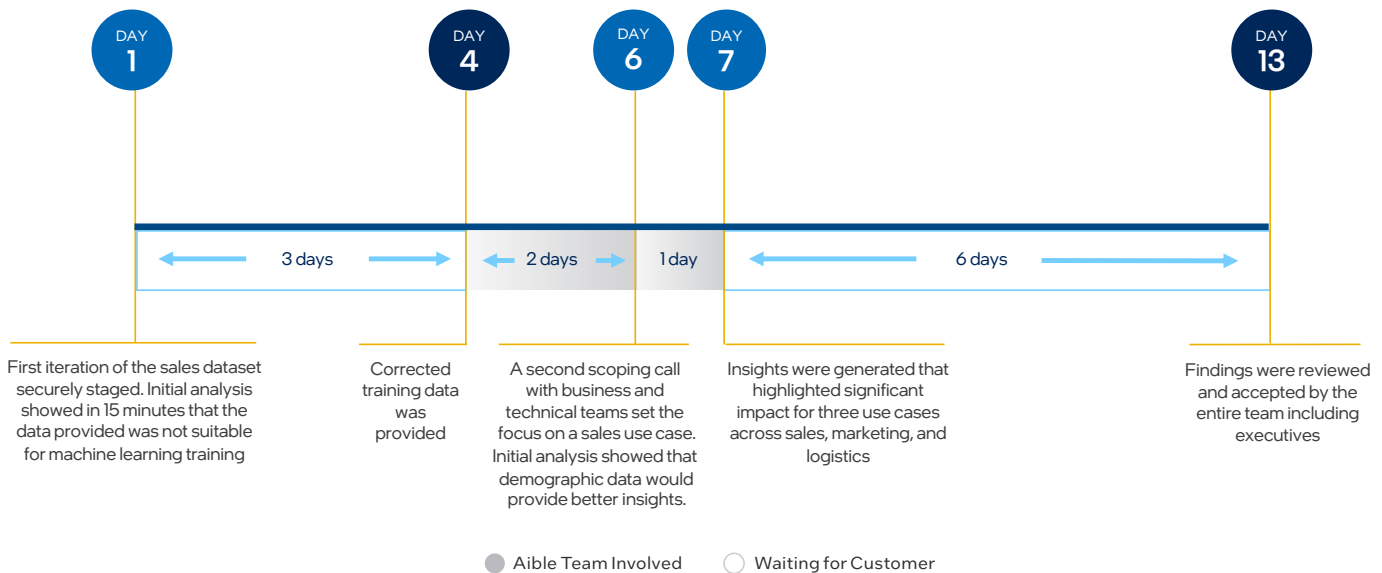 DAY
1
DAY
4
DAY
6
DAY
7
DAY
13
3 days
2 days
1 day
6 days
First iteration of the sales dataset
securely staged. Initial analysis
showed in 15 minutes that the
data provided was not suitable
for machine learning training
Corrected
training data
was
provided
A second scoping call
with business and
technical teams set the
focus on a sales use case.
Initial analysis showed that
demographic data would
provide better insights.
Insights were generated that
highlighted significant
impact for three use cases
across sales, marketing, and
logistics
Findings were reviewed
and accepted by the
entire team including
executives
Aible Team Involved
Waiting for Customer